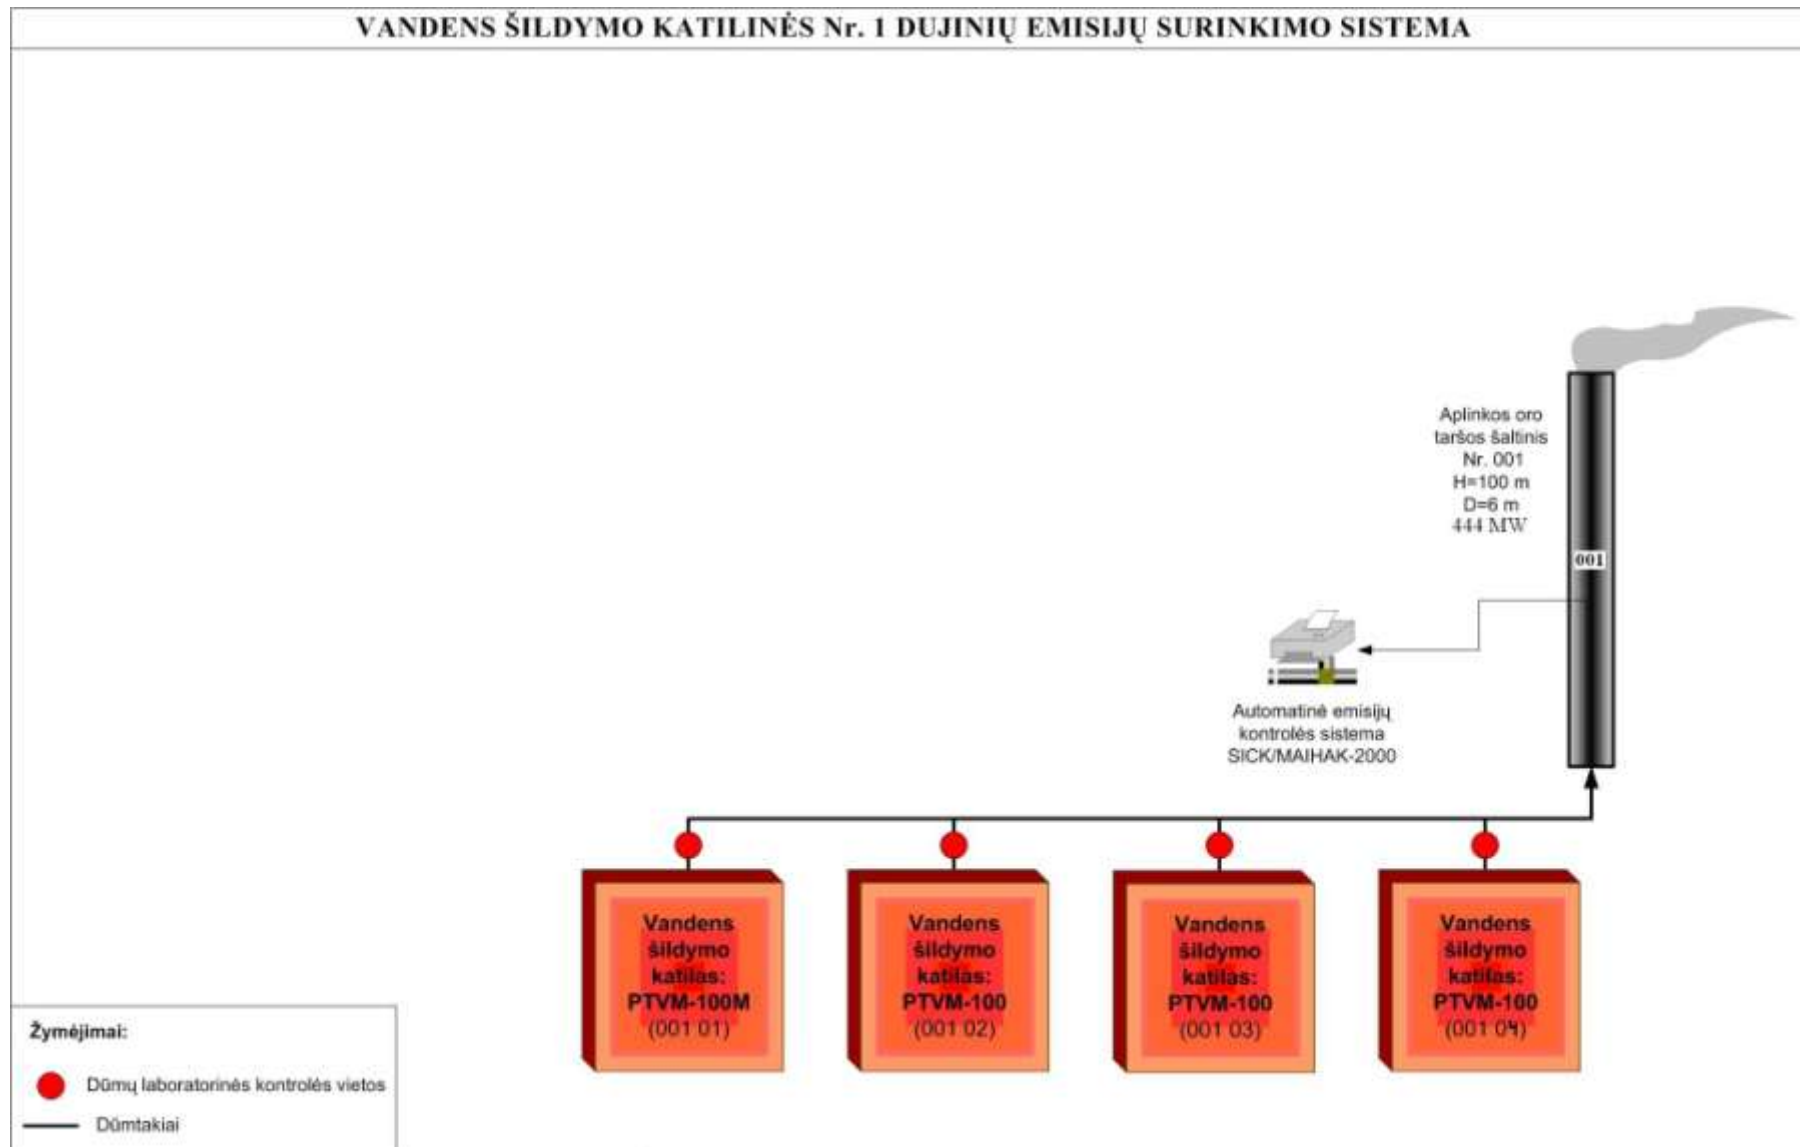 VANDENS ŠILDYMO KATILINĖS Nr. 1 DUJINIŲ EMISIJŲ SURINKIMO SISTEMA
Aplinkos oro
taršos šaltinis
Nr. 001
H=100 m
D=6 m
444 MW
001
Automatinė emisijų
kontrolės sistema
SICK/MAIHAK-2000
Vandens
šildymo
katilas:
PTVM-100M
(001 01)
Vandens
šildymo
katilas:
PTVM-100
(001 02)
Vandens
šildymo
katilas:
PTVM-100
(001 03)
Vandens
šildymo
katilas:
PTVM-100
(001 04)
Žymėjimai:
Dūmų laboratorinės kontrolės vietos
Dūmtakiai